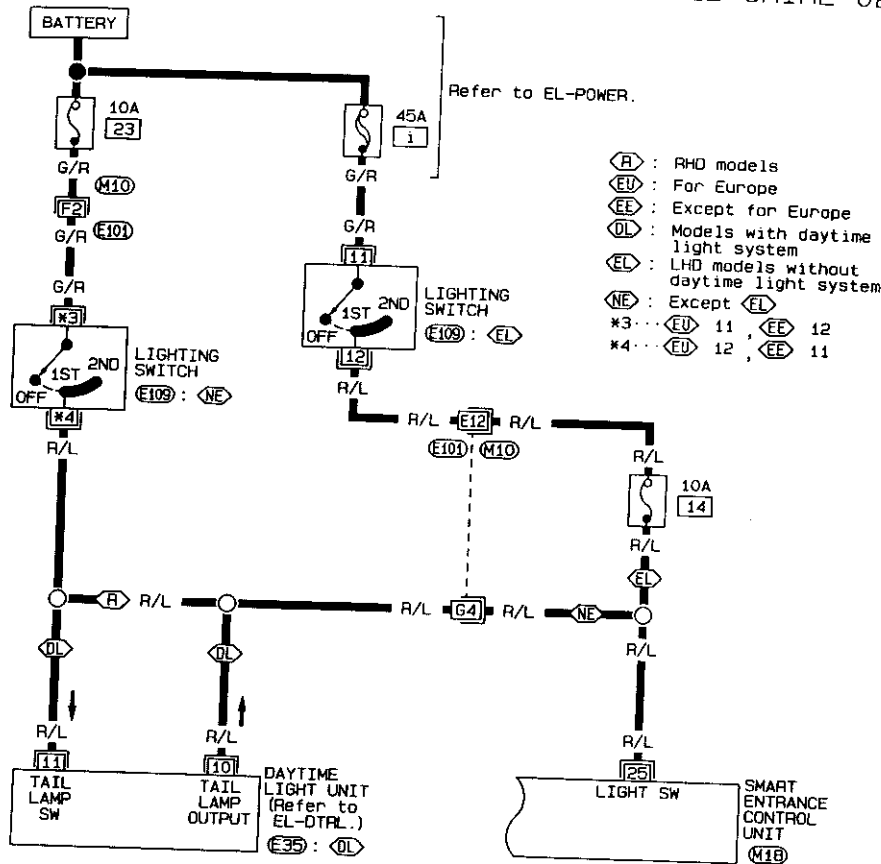 BATTERY
10A
23
G/R
M10
F2
G/R
E101
G/R
*3
OFF 1ST 2ND
LIGHTING
SWITCH
E109 : NE
*4
R/L
45A
i
Refer to EL-POWER.
G/R
G/R
11
OFF 1ST 2ND
LIGHTING
SWITCH
E109 : EL
12
R/L
R/L E12 R/L
E101 M10
R/L
10A
14
R/L
EL
R : RHD models
EU : For Europe
EE : Except for Europe
DL : Models with daytime
light system
EL : LHD models without
daytime light system
NE : Except EL
*3··· EU 11 , EE 12
*4··· EU 12 , EE 11
R R/L
R/L G4 R/L NE
R/L
DL
DL
R/L
R/L
R/L
11
TAIL
LAMP
SW
10
TAIL
LAMP
OUTPUT
DAYTIME
LIGHT UNIT
(Refer to
EL-DTRL.)
E35 : DL
25
LIGHT SW
SMART
ENTRANCE
CONTROL
UNIT
M18